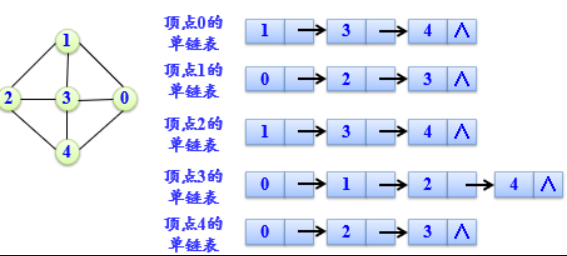 1
2 3 0
4
顶点0的
单链表
1 3 4 ∧
顶点1的
单链表
0 2 3 ∧
顶点2的
单链表
1 3 4 ∧
顶点3的
单链表
0 1 2 4 ∧
顶点4的
单链表
0 2 3 ∧